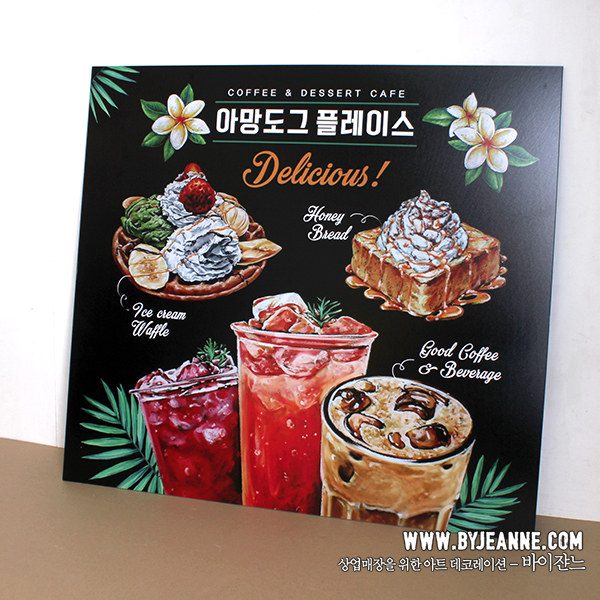 COFFEE & DESSERT CAFE
아망도그 플레이스
Delicious!
Honey
Bread
Ice cream
Waffle
Good Coffee
& Beverage
WWW.BYJEANNE.COM
상업매장을 위한 아트 데코레이션 - 바이쟌느